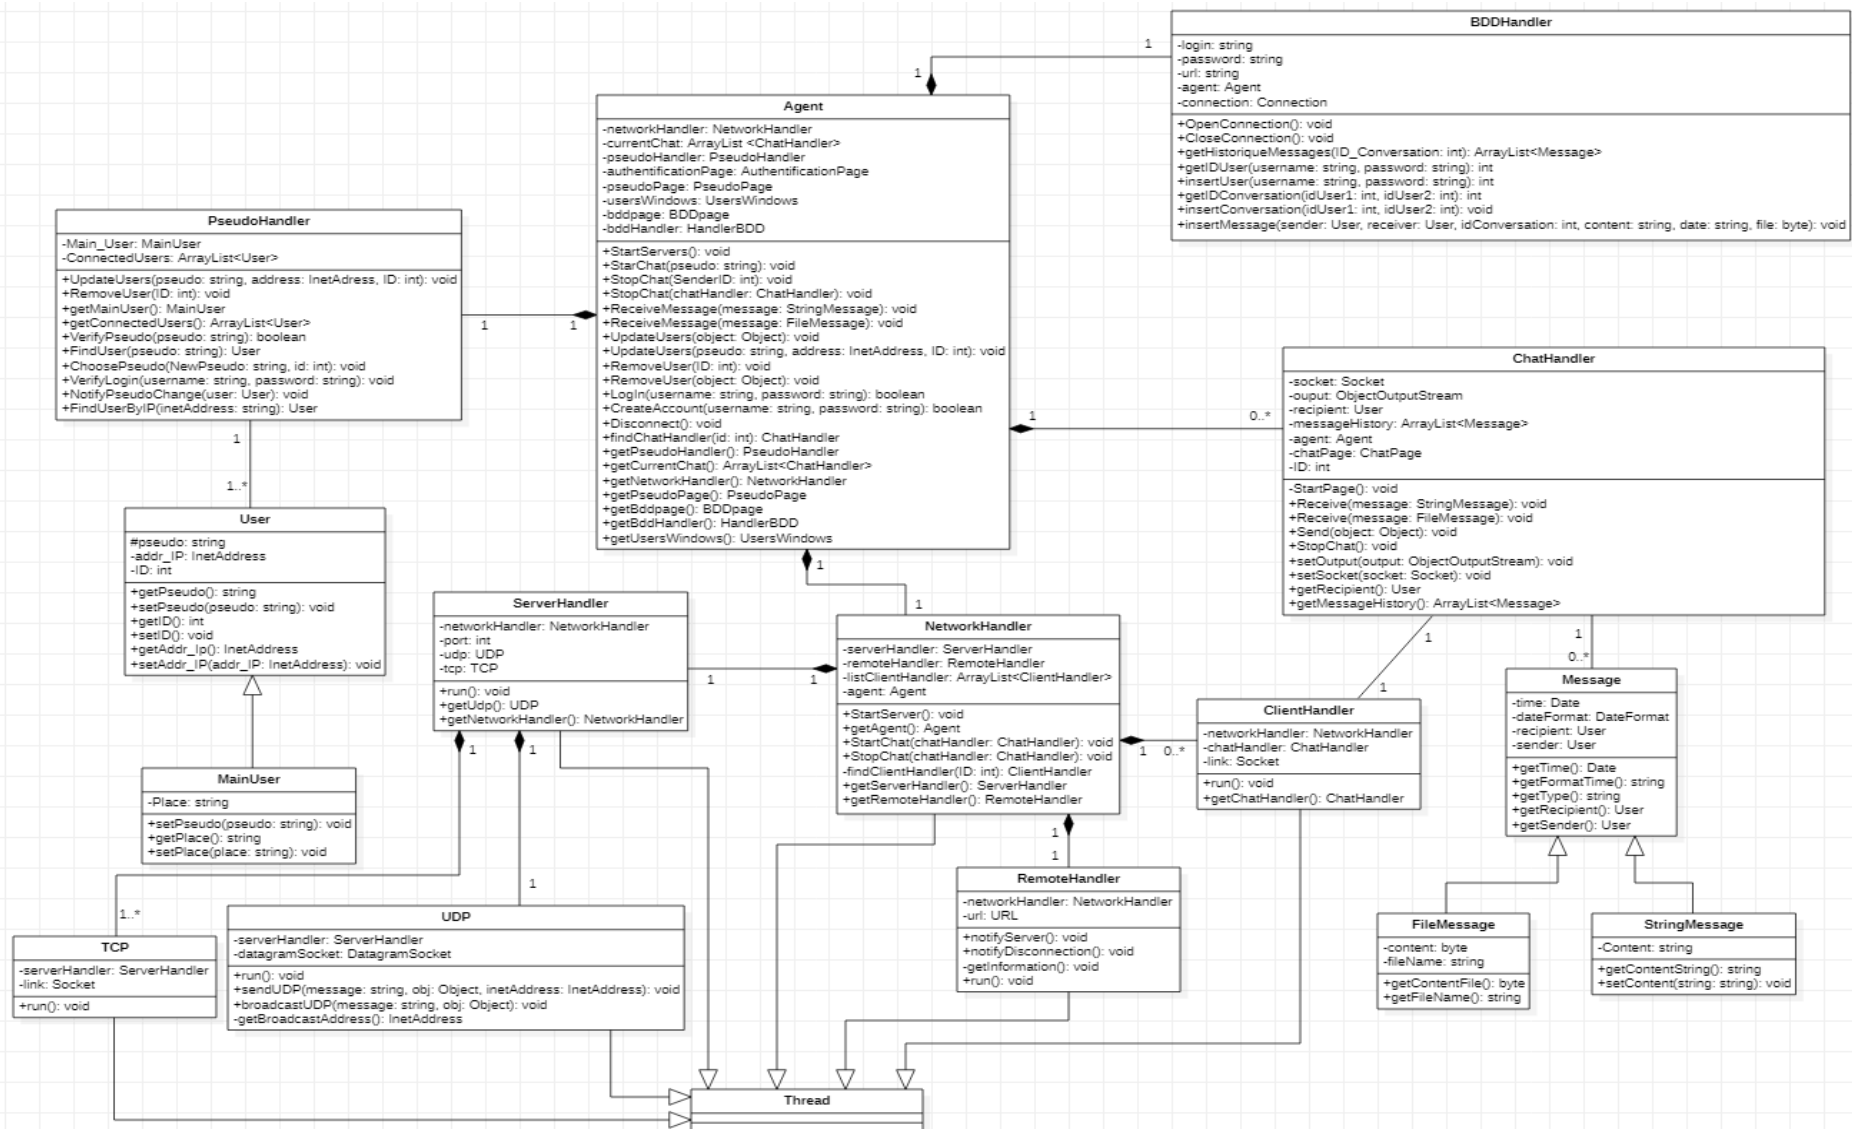 BDDHandler
-login: string
-password: string
-url: string
-agent: Agent
-connection: Connection
+OpenConnection(): void
+CloseConnection(): void
+getHistoriqueMessages(ID_Conversation: int): ArrayList<Message>
+getIDUser(username: string, password: string): int
+insertUser(username: string, password: string): int
+getIDConversation(idUser1: int, idUser2: int): int
+insertConversation(idUser1: int, idUser2: int): void
+insertMessage(sender: User, receiver: User, idConversation: int, content: string, date: string, file: byte): void
1
1
Agent
-networkHandler: NetworkHandler
-currentChat: ArrayList <ChatHandler>
-pseudoHandler: PseudoHandler
-authentificationPage: AuthentificationPage
-pseudoPage: PseudoPage
-usersWindows: UsersWindows
-bddpage: BDDpage
-bddHandler: HandlerBDD
+StartServers(): void
+StarChat(pseudo: string): void
+StopChat(SenderID: int): void
+StopChat(chatHandler: ChatHandler): void
+ReceiveMessage(message: StringMessage): void
+ReceiveMessage(message: FileMessage): void
+UpdateUsers(object: Object): void
+UpdateUsers(pseudo: string, address: InetAddress, ID: int): void
+RemoveUser(ID: int): void
+RemoveUser(object: Object): void
+LogIn(username: string, password: string): boolean
+CreateAccount(username: string, password: string): boolean
+Disconnect(): void
+findChatHandler(id: int): ChatHandler
+getPseudoHandler(): PseudoHandler
+getCurrentChat(): ArrayList<ChatHandler>
+getNetworkHandler(): NetworkHandler
+getPseudoPage(): PseudoPage
+getBddpage(): BDDpage
+getBddHandler(): HandlerBDD
+getUsersWindows(): UsersWindows
PseudoHandler
-Main_User: MainUser
-ConnectedUsers: ArrayList<User>
+UpdateUsers(pseudo: string, address: InetAdress, ID: int): void
+RemoveUser(ID: int): void
+getMainUser(): MainUser
+getConnectedUsers(): ArrayList<User>
+VerifyPseudo(pseudo: string): boolean
+FindUser(pseudo: string): User
+ChoosePseudo(NewPseudo: string, id: int): void
+VerifyLogin(username: string, password: string): void
+NotifyPseudoChange(user: User): void
+FindUserByIP(inetAddress: string): User
1
1
1
1..*
ChatHandler
-socket: Socket
-ouput: ObjectOutputStream
-recipient: User
-messageHistory: ArrayList<Message>
-agent: Agent
-chatPage: ChatPage
-ID: int
-StartPage(): void
+Receive(message: StringMessage): void
+Receive(message: FileMessage): void
+Send(object: Object): void
+StopChat(): void
+setOutput(output: ObjectOutputStream): void
+setSocket(socket: Socket): void
+getRecipient(): User
+getMessageHistory(): ArrayList<Message>
1
0..*
User
#pseudo: string
-addr_IP: InetAddress
-ID: int
+getPseudo(): string
+setPseudo(pseudo: string): void
+getID(): int
+setID(): void
+getAddr_Ip(): InetAddress
+setAddr_IP(addr_IP: InetAddress): void
ServerHandler
-networkHandler: NetworkHandler
-port: int
-udp: UDP
-tcp: TCP
+run(): void
+getUdp(): UDP
+getNetworkHandler(): NetworkHandler
1
1
1
1
NetworkHandler
-serverHandler: ServerHandler
-remoteHandler: RemoteHandler
-listClientHandler: ArrayList<ClientHandler>
-agent: Agent
+StartServer(): void
+getAgent(): Agent
+StartChat(chatHandler: ChatHandler): void
+StopChat(chatHandler: ChatHandler): void
-findClientHandler(ID: int): ClientHandler
+getServerHandler(): ServerHandler
+getRemoteHandler(): RemoteHandler
1
1
1
0..*
ClientHandler
-networkHandler: NetworkHandler
-chatHandler: ChatHandler
-link: Socket
+run(): void
+getChatHandler(): ChatHandler
1
0..*
Message
-time: Date
-dateFormat: DateFormat
-recipient: User
-sender: User
+getTime(): Date
+getFormatTime(): string
+getType(): string
+getRecipient(): User
+getSender(): User
MainUser
-Place: string
+setPseudo(pseudo: string): void
+getPlace(): string
+setPlace(place: string): void
1
1
1
1..*
1
1
RemoteHandler
-networkHandler: NetworkHandler
-url: URL
+notifyServer(): void
+notifyDisconnection(): void
-getInformation(): void
+run(): void
UDP
-serverHandler: ServerHandler
-datagramSocket: DatagramSocket
+run(): void
+sendUDP(message: string, obj: Object, inetAddress: InetAddress): void
+broadcastUDP(message: string, obj: Object): void
-getBroadcastAddress(): InetAddress
TCP
-serverHandler: ServerHandler
-link: Socket
+run(): void
FileMessage
-content: byte
-fileName: string
+getContentFile(): byte
+getFileName(): string
StringMessage
-Content: string
+getContentString(): string
+setContent(string: string): void
Thread